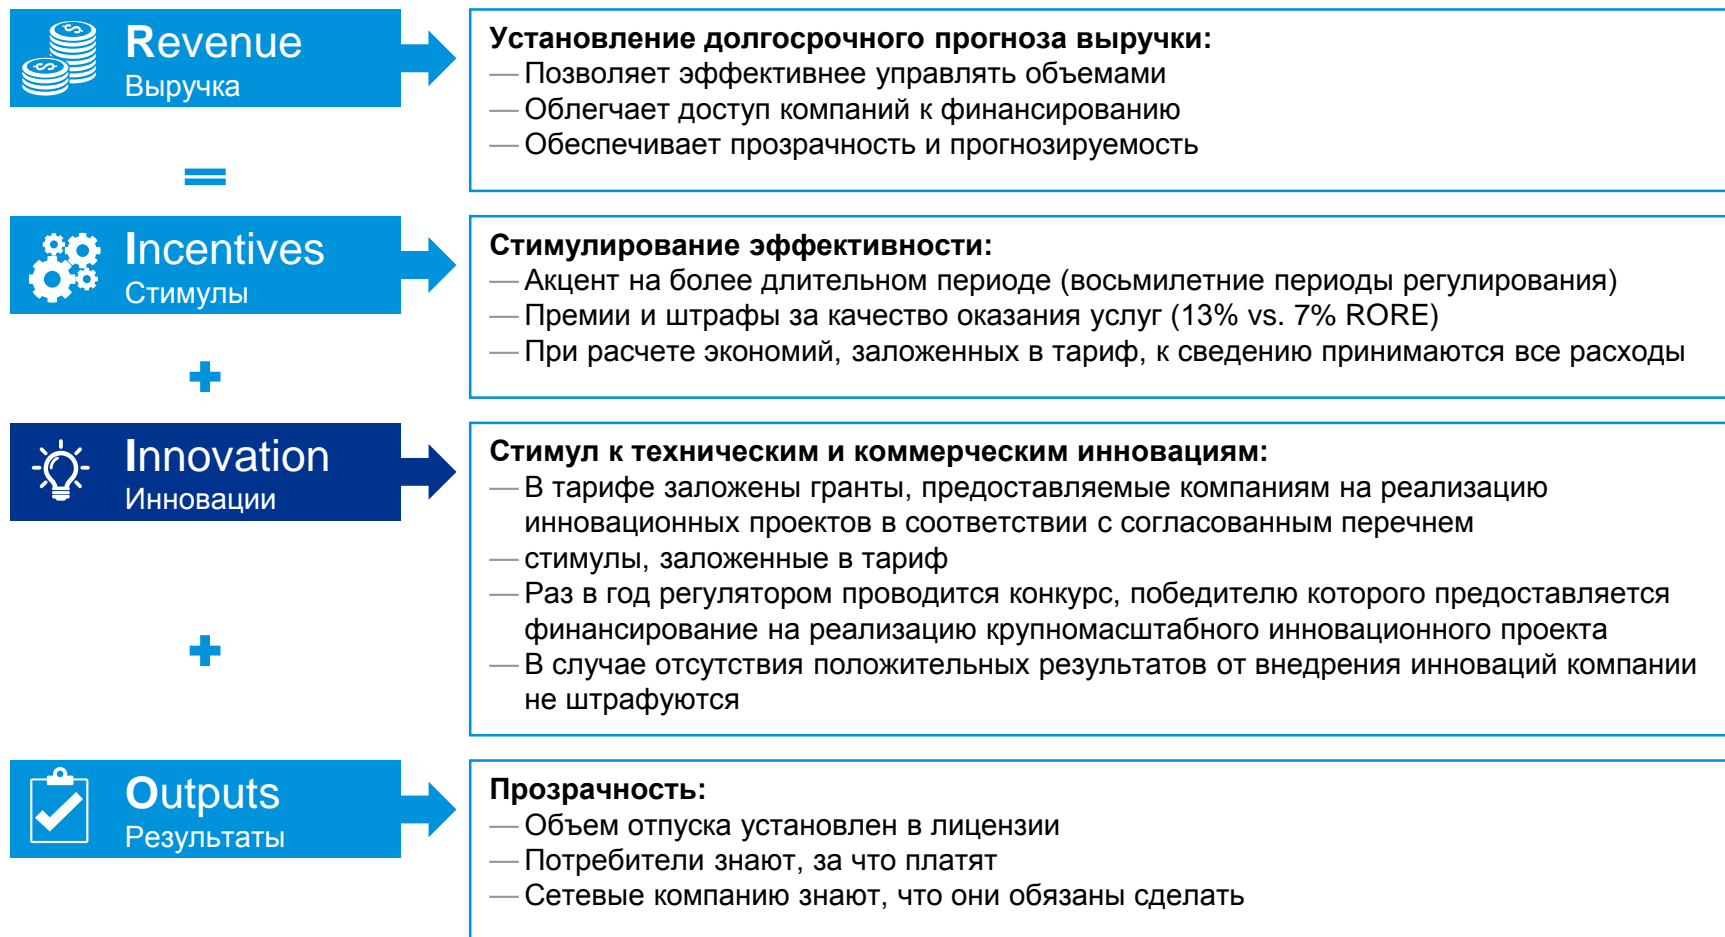 Revenue
Выручка
Установление долгосрочного прогноза выручки:
— Позволяет эффективнее управлять объемами
— Облегчает доступ компаний к финансированию
— Обеспечивает прозрачность и прогнозируемость
=
Incentives
Стимулы
Стимулирование эффективности:
— Акцент на более длительном периоде (восьмилетние периоды регулирования)
— Премии и штрафы за качество оказания услуг (13% vs. 7% RORE)
— При расчете экономий, заложенных в тариф, к сведению принимаются все расходы
+
Innovation
Инновации
Стимул к техническим и коммерческим инновациям:
— В тарифе заложены гранты, предоставляемые компаниям на реализацию
инновационных проектов в соответствии с согласованным перечнем
— стимулы, заложенные в тариф
— Раз в год регулятором проводится конкурс, победителю которого предоставляется
финансирование на реализацию крупномасштабного инновационного проекта
— В случае отсутствия положительных результатов от внедрения инноваций компании
не штрафуются
+
Outputs
Результаты
Прозрачность:
— Объем отпуска установлен в лицензии
— Потребители знают, за что платят
— Сетевые компанию знают, что они обязаны сделать